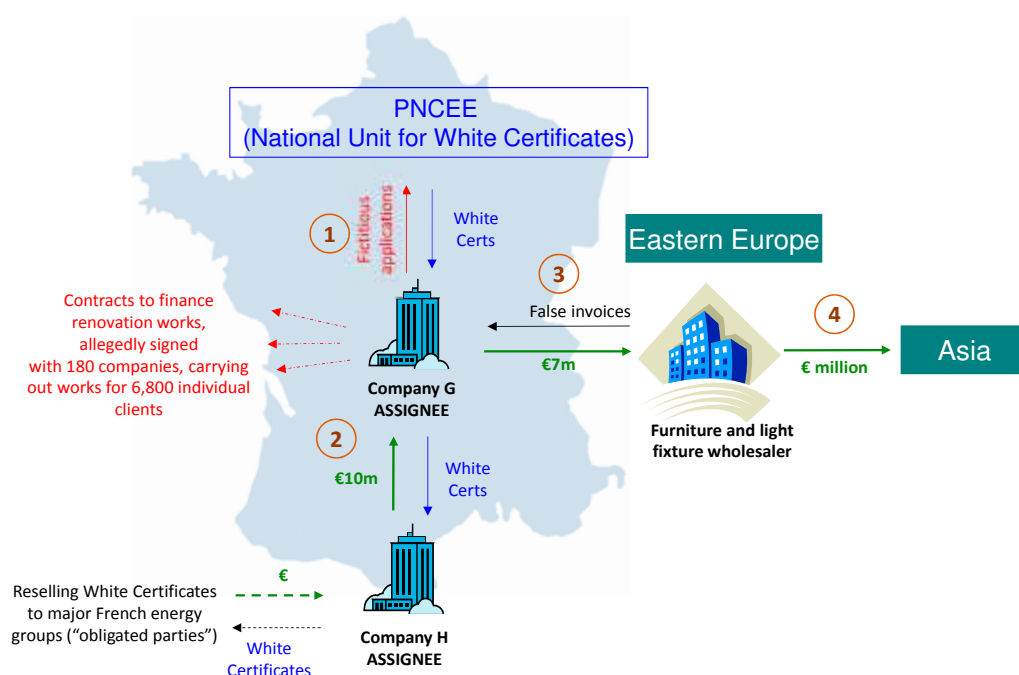 PNCEE
(National Unit for White Certificates)
Fictitious
applications
1
White
Certs
Eastern Europe
3
False invoices
4
Contracts to finance
renovation works,
allegedly signed
with 180 companies, carrying
out works for 6,800 individual
clients
€7m
€ million
Asia
Company G
ASSIGNEE
Furniture and light
fixture wholesaler
2
€10m
White
Certs
€
Reselling White Certificates
to major French energy
groups (“obligated parties”)
White
Certificates
Company H
ASSIGNEE